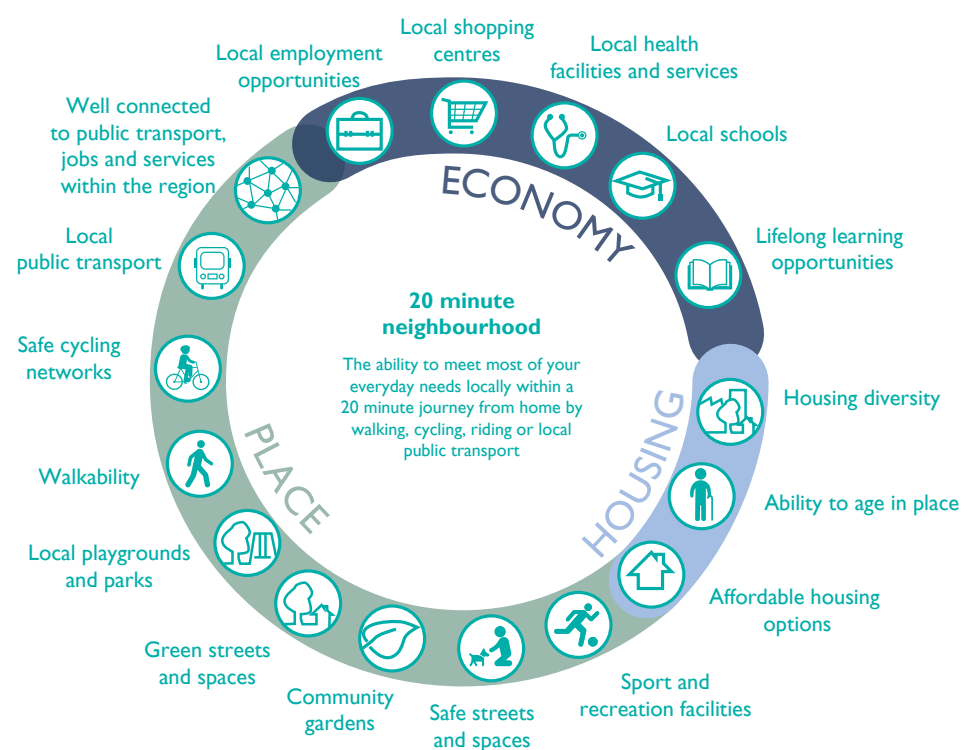 Local shopping
centres
Local employment
opportunities
Local health
facilities and services
Well connected
to public transport,
jobs and services
within the region
Local schools
ECONOMY
Local
public transport
Lifelong learning
opportunities
20 minute
neighbourhood
The ability to meet most of your
everyday needs locally within a
20 minute journey from home by
walking, cycling, riding or local
public transport
Safe cycling
networks
Housing diversity
HOUSING
PLACE
Walkability
Ability to age in place
Local playgrounds
and parks
Affordable housing
options
Green streets
and spaces
Community
gardens
Safe streets
and spaces
Sport and
recreation facilities